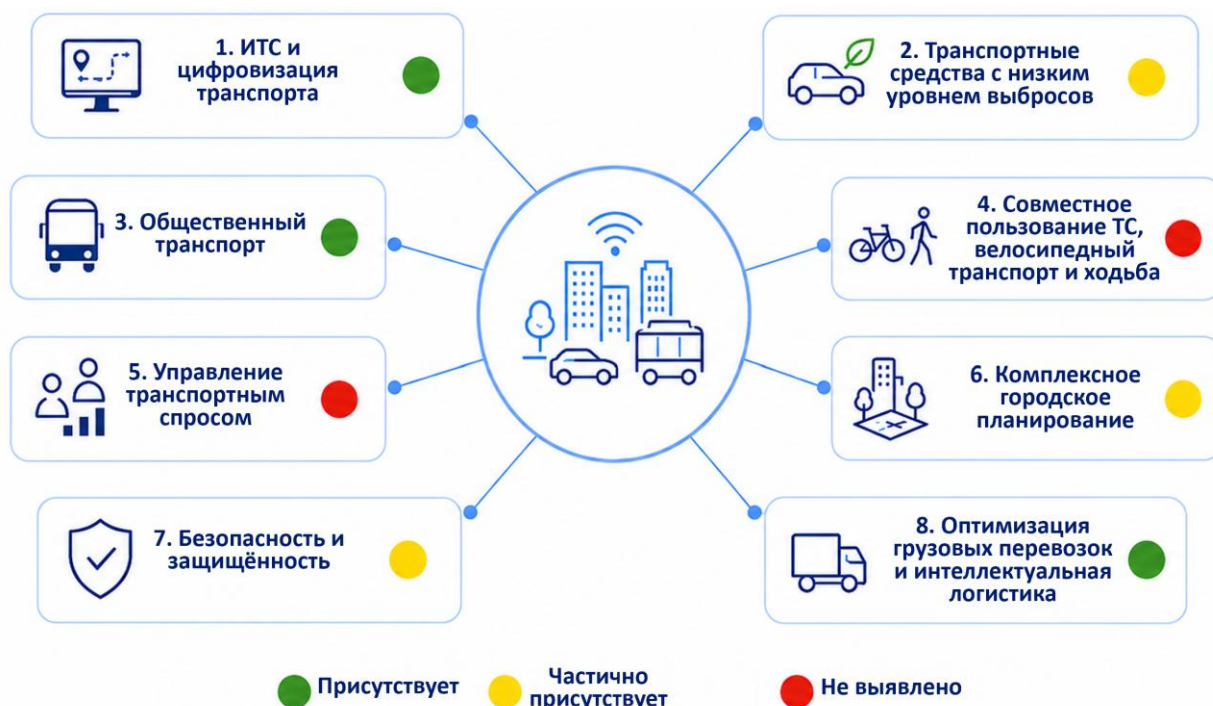 1. ИТС и
цифровизация
транспорта
2. Транспортные
средства с низким
уровнем выбросов
3. Общественный
транспорт
4. Совместное
пользование ТС,
велосипедный
транспорт и ходьба
5. Управление
транспортным
спросом
6. Комплексное
городское
планирование
7. Безопасность и
защищённость
8. Оптимизация
грузовых перевозок
и интеллектуальная
логистика
Присутствует
Частично
присутствует
Не выявлено